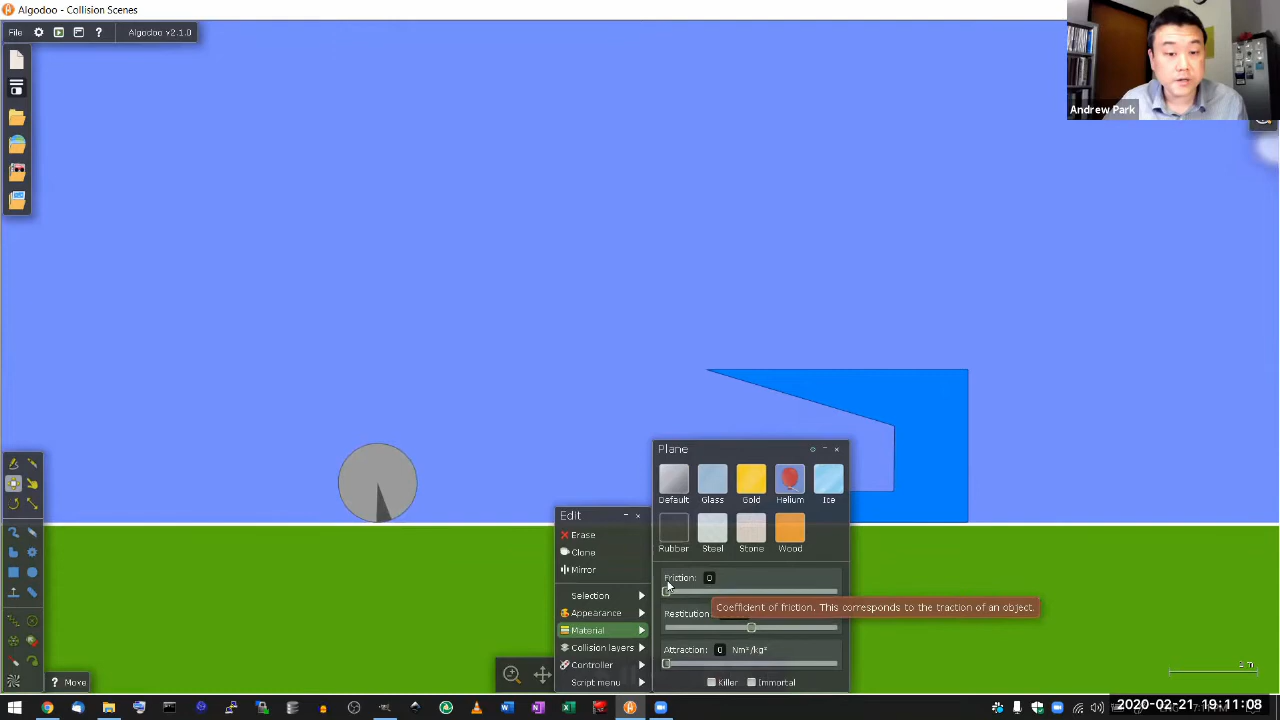 Algodoo - Collision Scenes
File
?
Algodoo v2.1.0
Andrew Park
Plane
Default
Glass
Gold
Helium
Ice
Rubber
Steel
Stone
Wood
Edit
Erase
Clone
Mirror
Selection
Appearance
Material
Collision layers
Controller
Script menu
Friction: 0
Coefficient of friction. This corresponds to the traction of an object.
Restitution
Attraction: 0 Nm²/kg²
Killer
Immortal
? Move
1 m
2020-02-21 19:11:08